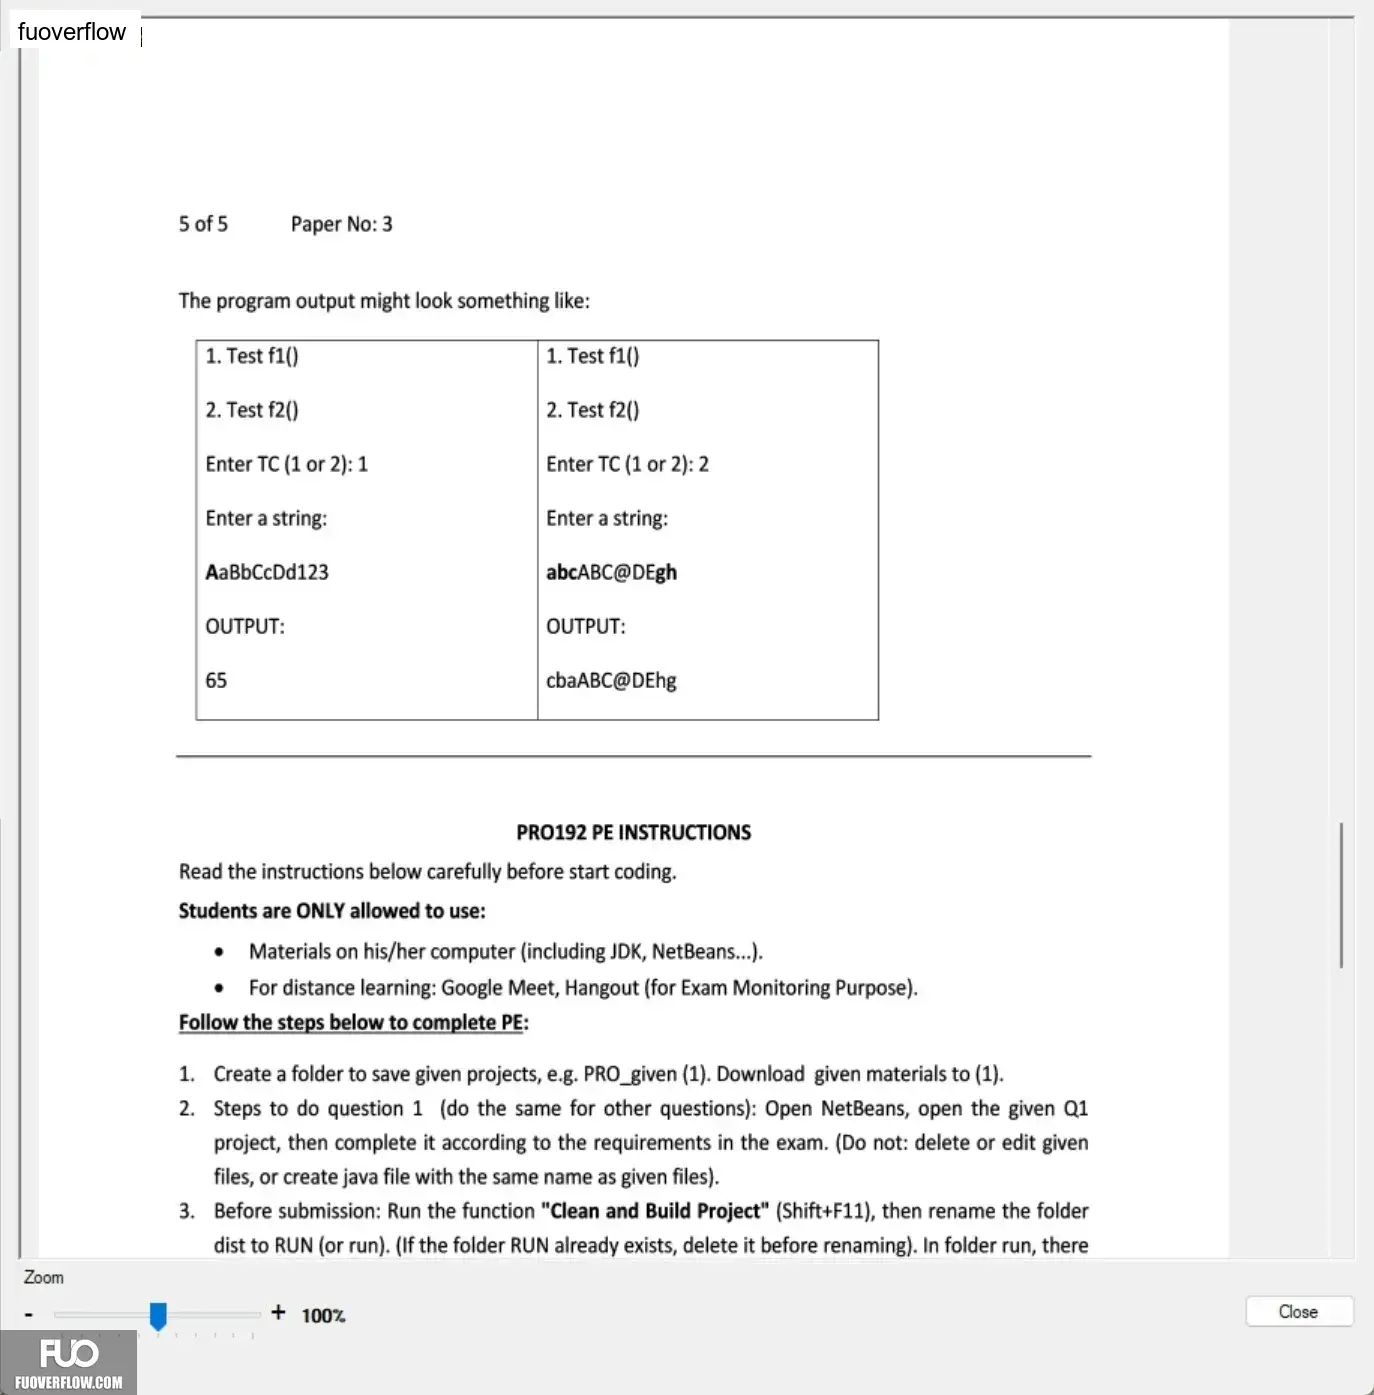 fuoverflow
5 of 5 Paper No: 3
The program output might look something like:
1. Test f1()
2. Test f2()
Enter TC (1 or 2): 1
Enter a string:
AaBbCcDd123
OUTPUT:
65
1. Test f1()
2. Test f2()
Enter TC (1 or 2): 2
Enter a string:
abcABC@DEgh
OUTPUT:
cbaABC@DEhg
PRO192 PE INSTRUCTIONS
Read the instructions below carefully before start coding.
Students are ONLY allowed to use:
• Materials on his/her computer (including JDK, NetBeans...).
• For distance learning: Google Meet, Hangout (for Exam Monitoring Purpose).
Follow the steps below to complete PE:
1. Create a folder to save given projects, e.g. PRO_given (1). Download given materials to (1).
2. Steps to do question 1 (do the same for other questions): Open NetBeans, open the given Q1
project, then complete it according to the requirements in the exam. (Do not: delete or edit given
files, or create java file with the same name as given files).
3. Before submission: Run the function "Clean and Build Project" (Shift+F11), then rename the folder
dist to RUN (or run). (If the folder RUN already exists, delete it before renaming). In folder run, there
Zoom
- + 100%
Close
FUO
FUOVERFLOW.COM